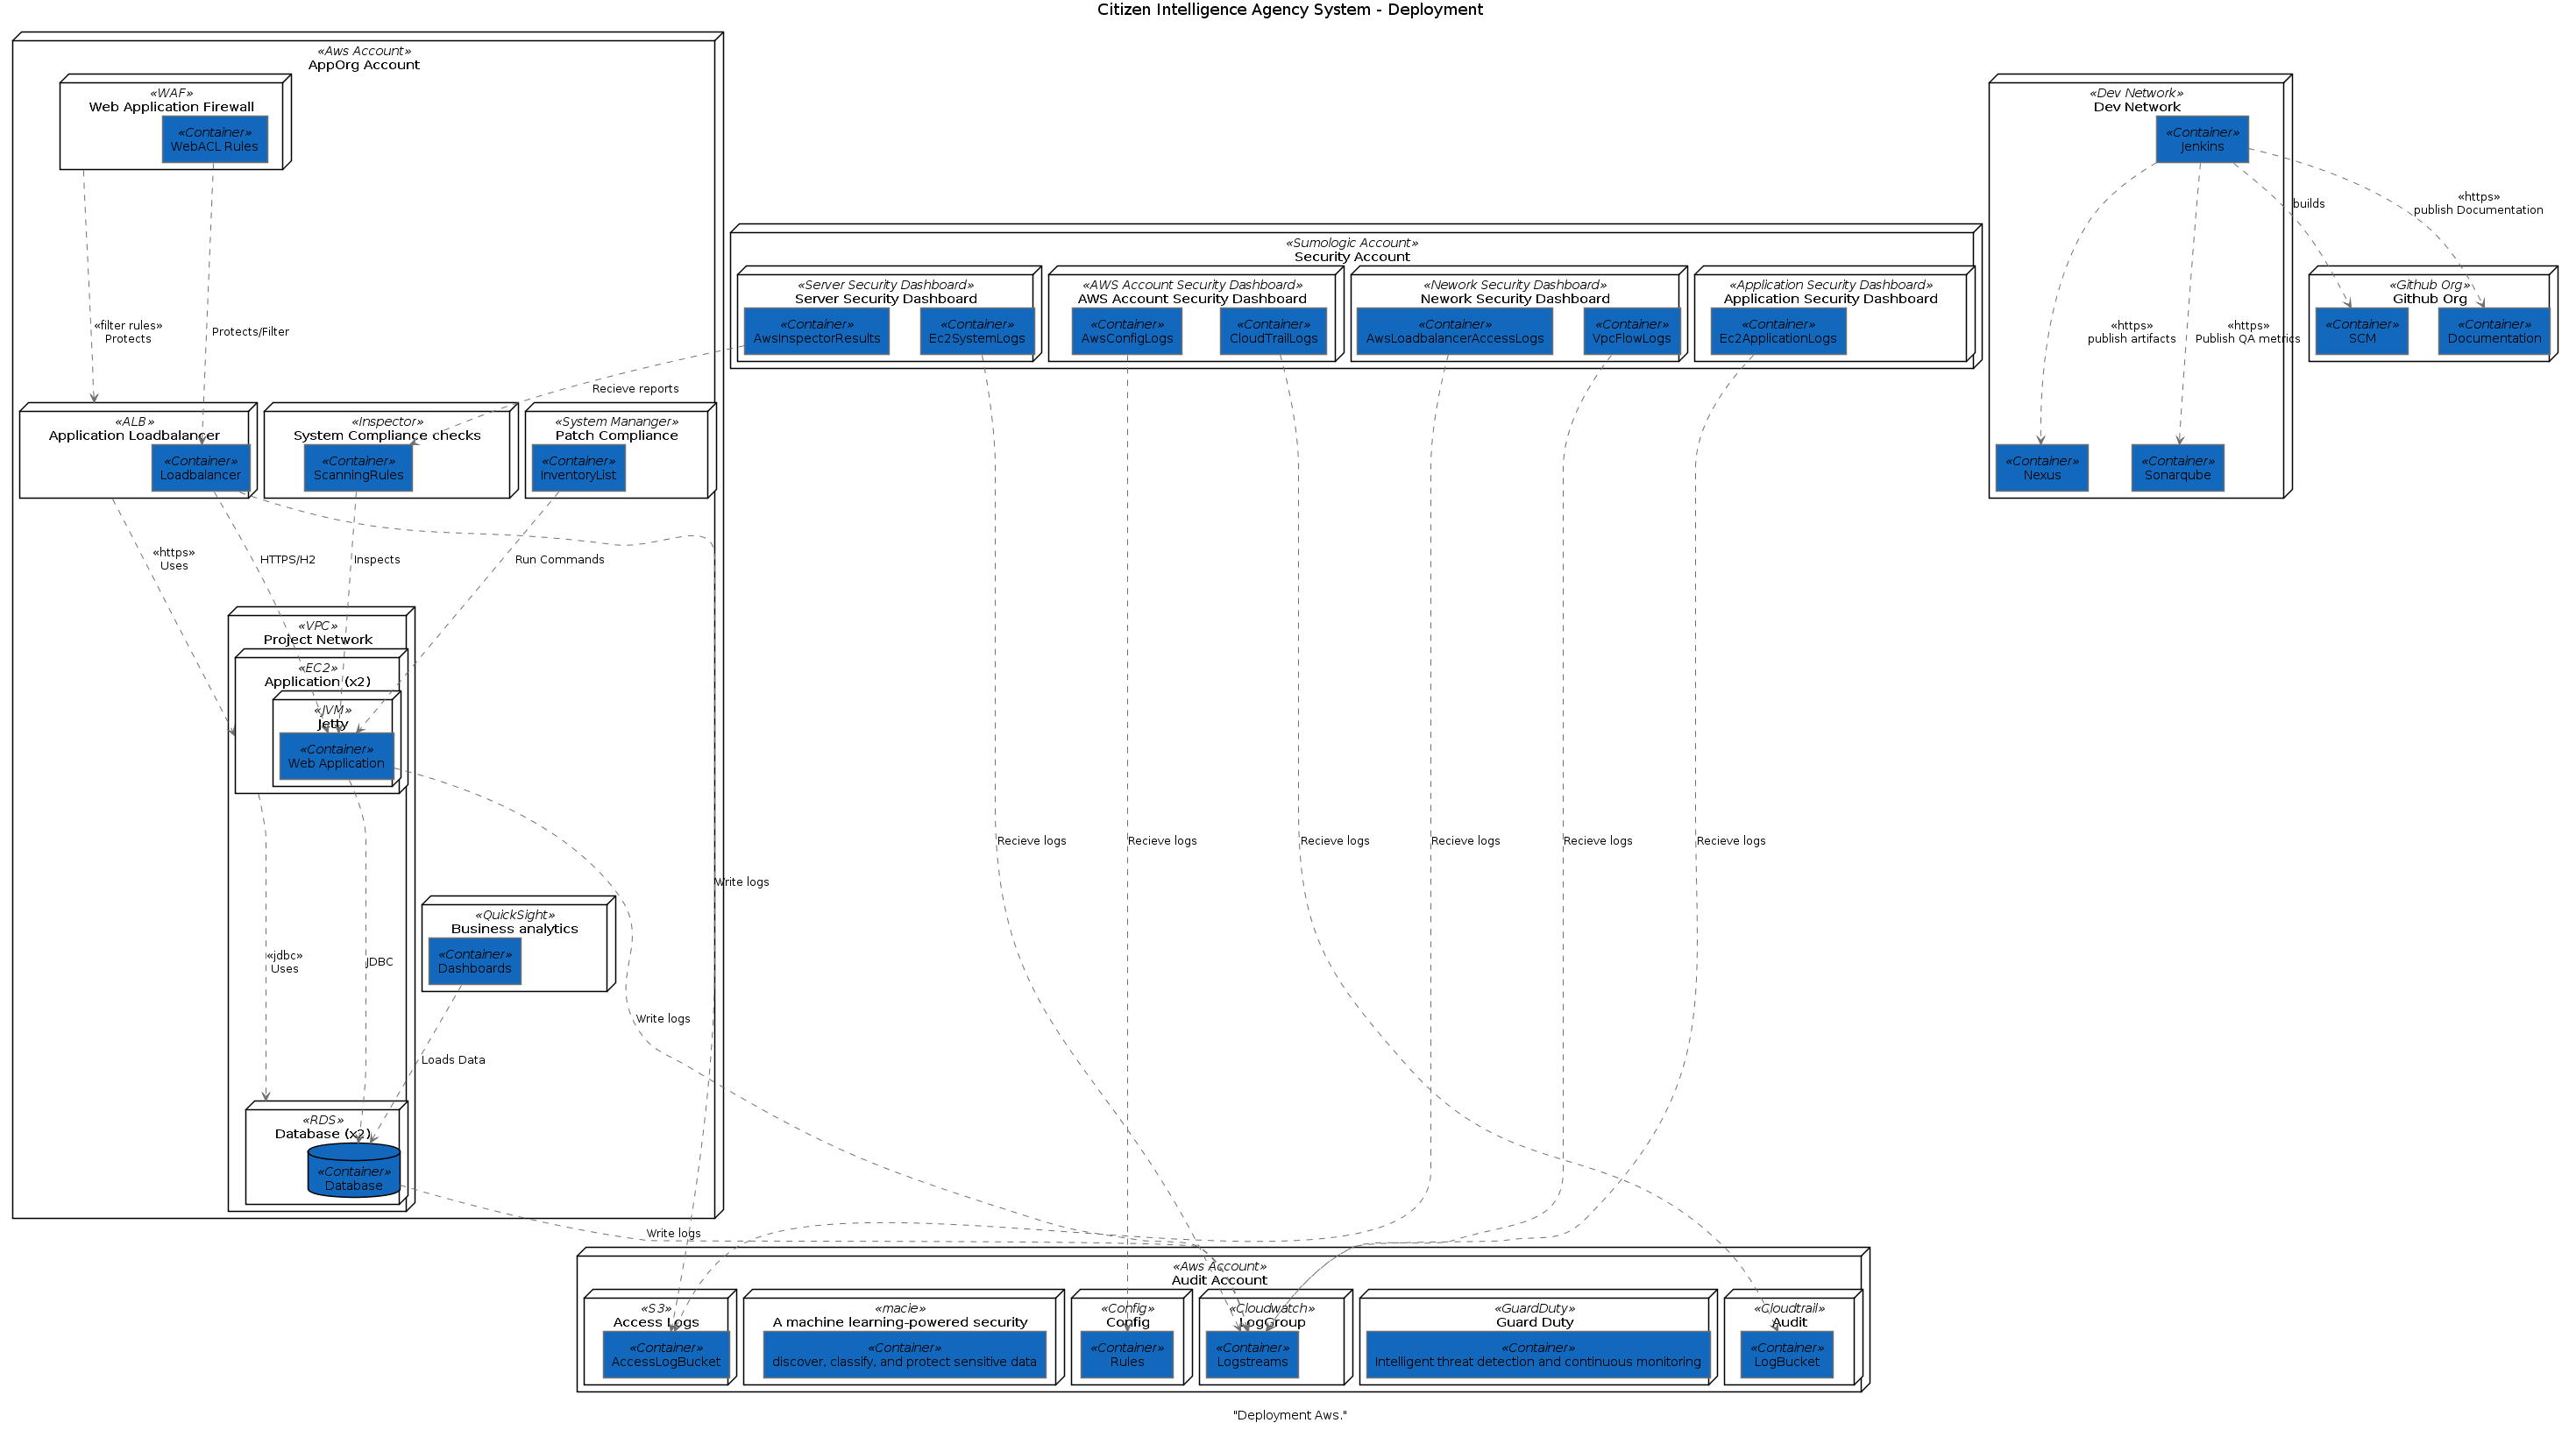 Citizen Intelligence Agency System - Deployment
«Aws Account»
AppOrg Account
«WAF»
Web Application Firewall
«Container»
WebACL Rules
«filter rules»
Protects
Protects/Filter
«ALB»
Application Loadbalancer
«Container»
Loadbalancer
«Inspector»
System Compliance checks
«Container»
ScanningRules
«System Mananger»
Patch Compliance
«Container»
InventoryList
«https»
Uses
HTTPS/H2
Inspects
Run Commands
«VPC»
Project Network
«EC2»
Application (x2)
«JVM»
Jetty
«Container»
Web Application
«jdbc»
Uses
JDBC
«QuickSight»
Business analytics
«Container»
Dashboards
Loads Data
«RDS»
Database (x2)
«Container»
Database
Write logs
Write logs
Write logs
«Sumologic Account»
Security Account
«Server Security Dashboard»
Server Security Dashboard
«Container»
AwsInspectorResults
«Container»
Ec2SystemLogs
«AWS Account Security Dashboard»
AWS Account Security Dashboard
«Container»
AwsConfigLogs
«Container»
CloudTrailLogs
«Nework Security Dashboard»
Nework Security Dashboard
«Container»
AwsLoadbalancerAccessLogs
«Container»
VpcFlowLogs
«Application Security Dashboard»
Application Security Dashboard
«Container»
Ec2ApplicationLogs
Recieve reports
Recieve logs
Recieve logs
Recieve logs
Recieve logs
Recieve logs
Recieve logs
«Dev Network»
Dev Network
«Container»
Jenkins
«https»
publish artifacts
«https»
Publish QA metrics
builds
«https»
publish Documentation
«Container»
Nexus
«Container»
Sonarqube
«Github Org»
Github Org
«Container»
SCM
«Container»
Documentation
«Aws Account»
Audit Account
«S3»
Access Logs
«Container»
AccessLogBucket
«macie»
A machine learning-powered security
«Container»
discover, classify, and protect sensitive data
«Config»
Config
«Container»
Rules
«Cloudwatch»
LogGroup
«Container»
Logstreams
«GuardDuty»
Guard Duty
«Container»
Intelligent threat detection and continuous monitoring
«Cloudtrail»
Audit
«Container»
LogBucket
"Deployment Aws."